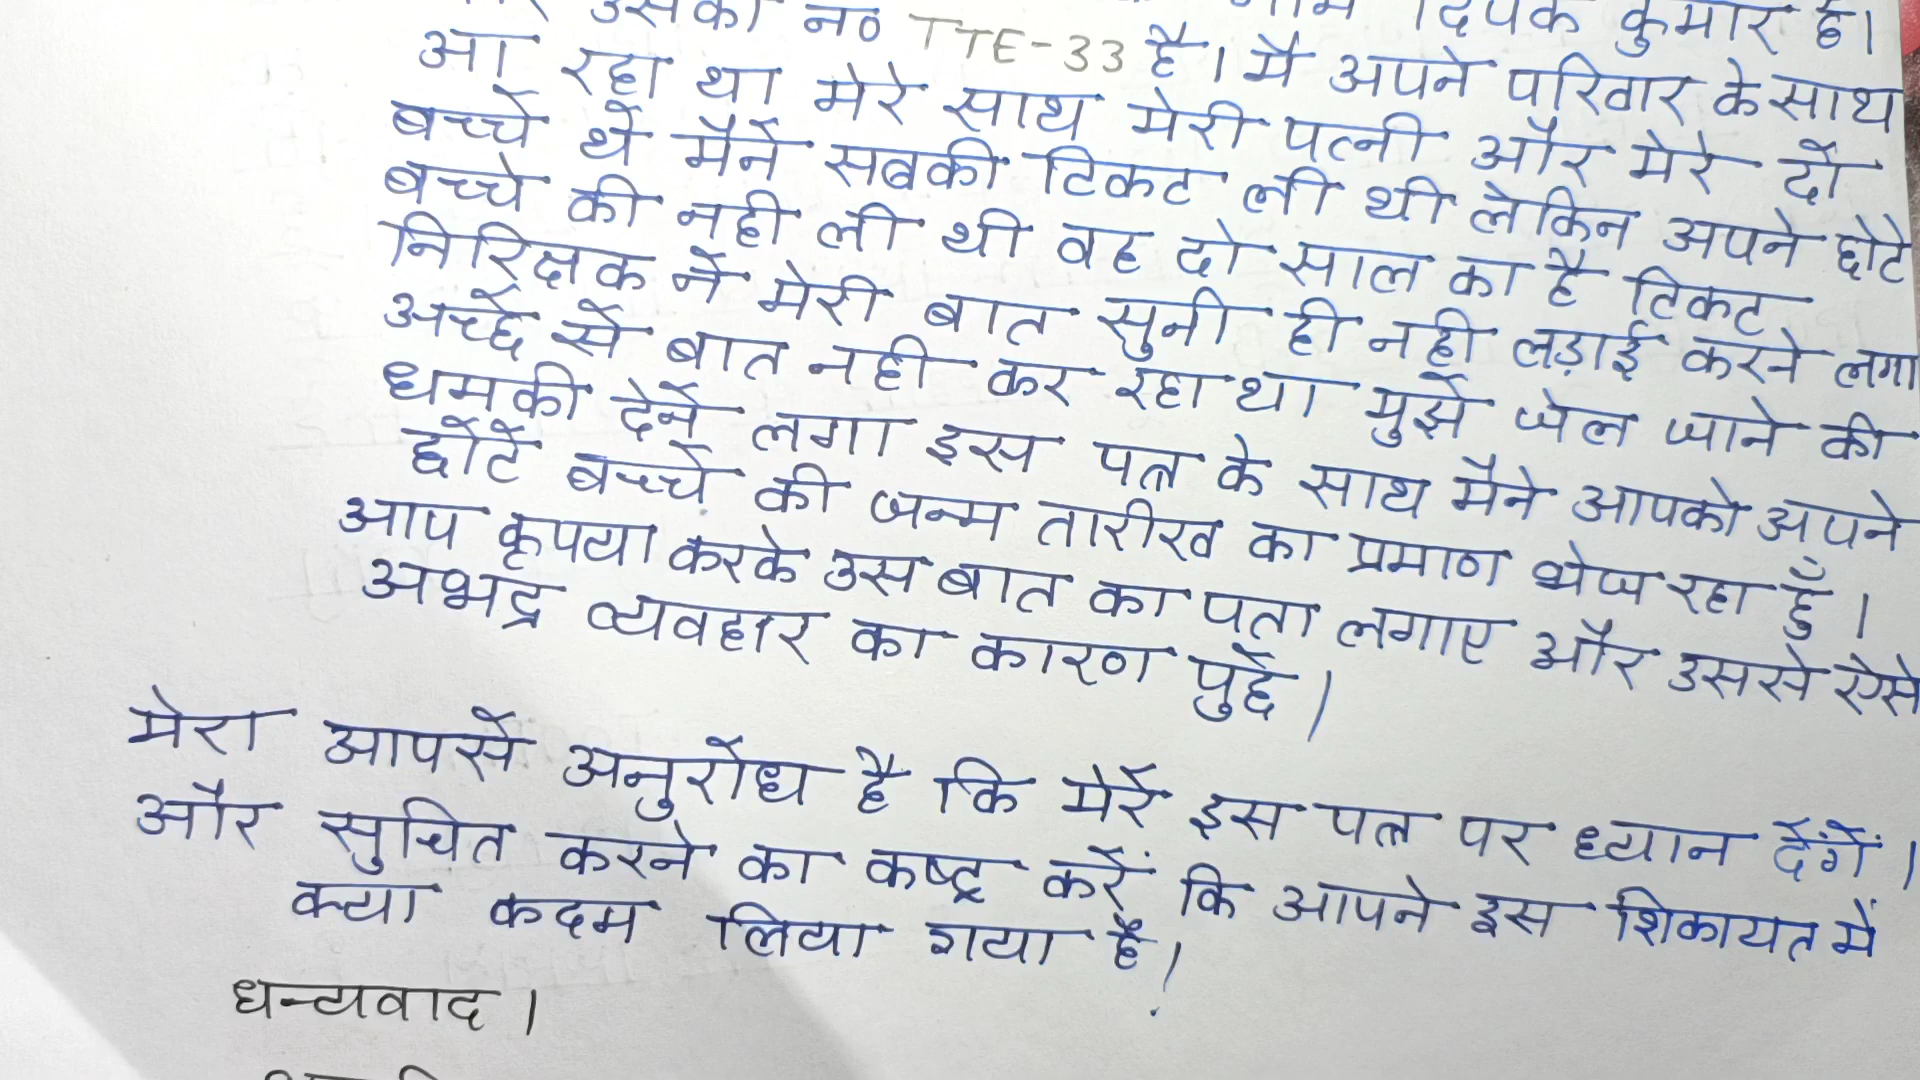 उसका न० TTE-33 है। मै अपने परिवार के साथ
आ रहा था मेरे साथ मेरी पत्नी और मेरे दो
बच्चे थे मैने सबकी टिकट ली थी लेकिन अपने छोटे
बच्चे की नही ली थी वह दो साल का है टिकट
निरिक्षक ने मेरी बात सुनी ही नही लड़ाई करने लगा
अच्छे से बात नही कर रहा था मुझे जेल जाने की
धमकी देने लगा इस पत्र के साथ मैने आपको अपने
छोटे बच्चे की जन्म तारीख का प्रमाण भेज रहा हुँ।
आप कृपया करके उस बात का पता लगाए और उससे ऐसे
अभद्र व्यवहार का कारण पुछे।
मेरा आपसे अनुरोध है कि मेरे इस पत्र पर ध्यान देंगें।
और सुचित करने का कष्ट्र करें कि आपने इस शिकायत में
क्या कदम लिया गया है।
धन्यवाद।